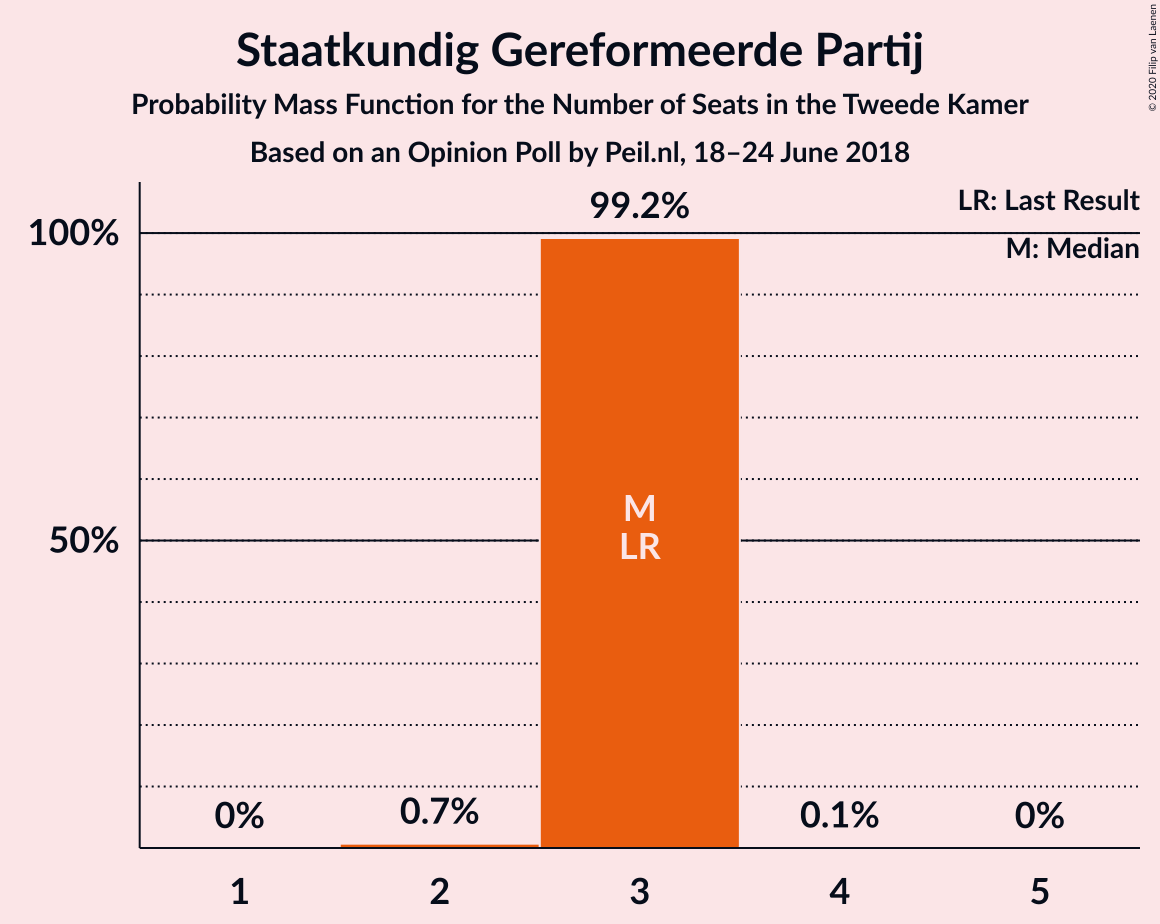 Staatkundig Gereformeerde Partij
Probability Mass Function for the Number of Seats in the Tweede Kamer
Based on an Opinion Poll by Peil.nl, 18–24 June 2018
© 2020 Filip van Laenen
LR: Last Result
M: Median
99.2%
100%
M
50%
LR
0%
0.7%
0.1%
0%
1
2
3
4
5